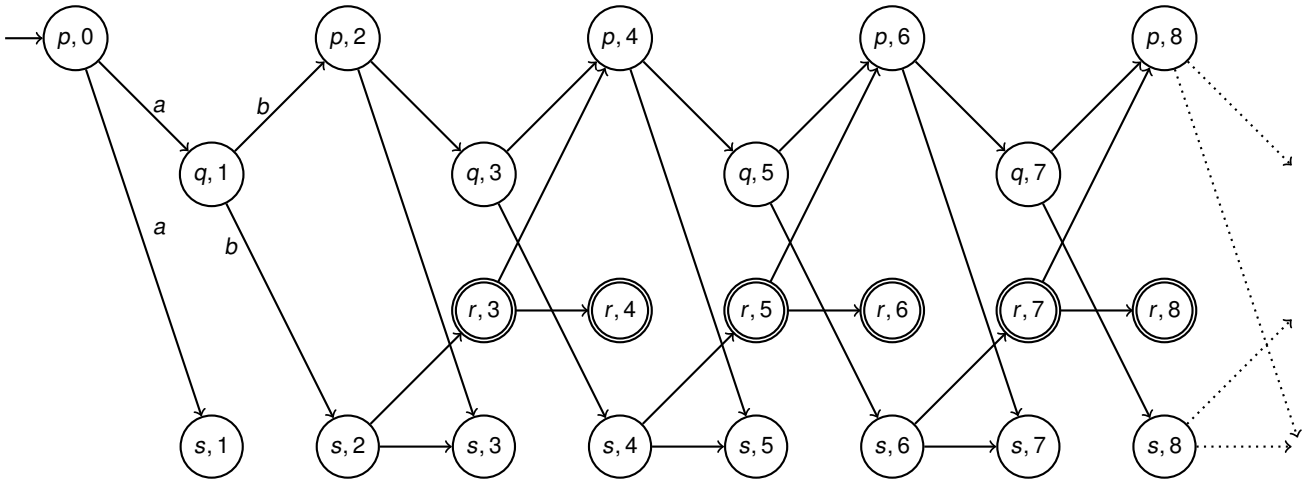 p, 0 p, 2 p, 4 p, 6 p, 8
a b
q, 1 q, 3 q, 5 q, 7
a b
r, 3 r, 4 r, 5 r, 6 r, 7 r, 8
s, 1 s, 2 s, 3 s, 4 s, 5 s, 6 s, 7 s, 8